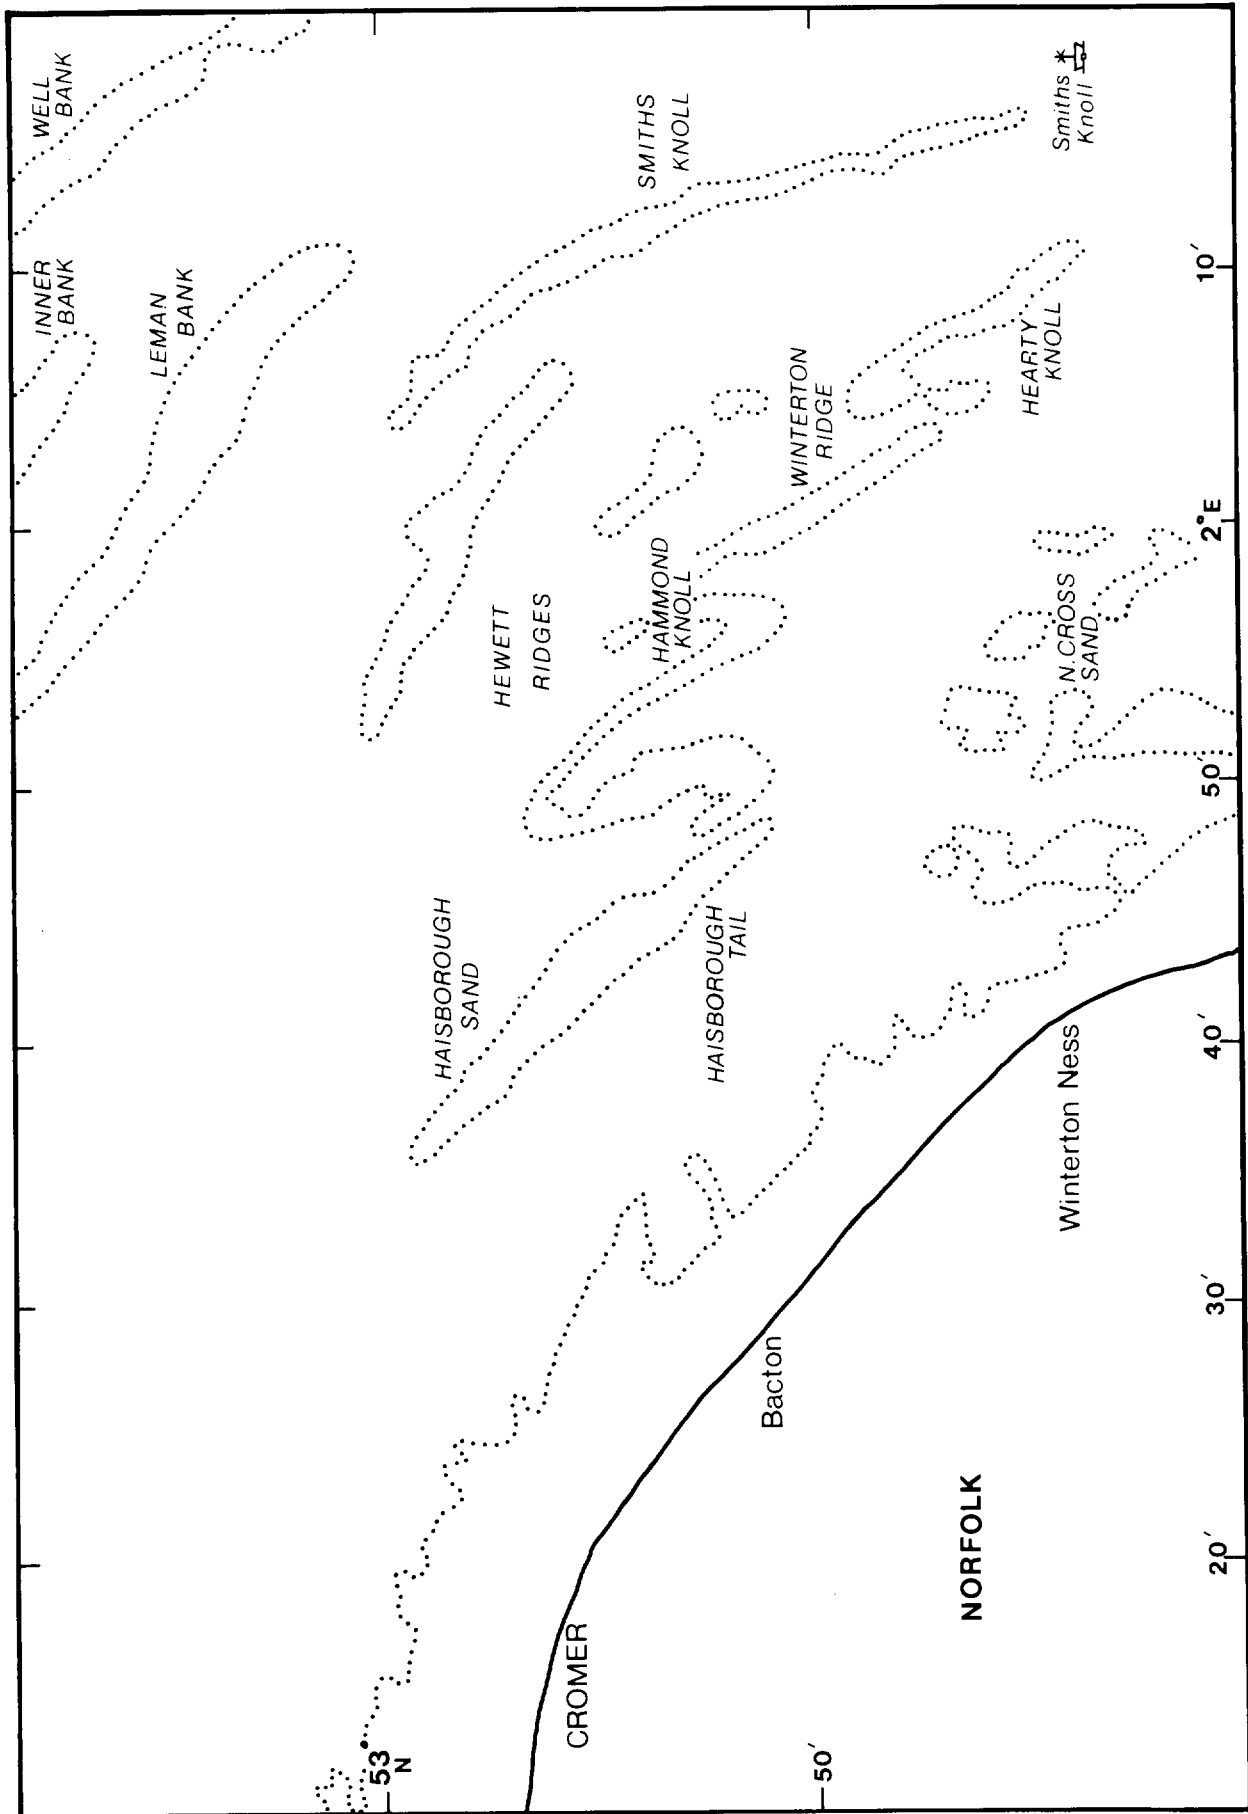 WELL
BANK
INNER
BANK
LEMAN
BANK
SMITHS
KNOLL
Smiths
Knoll
HEWETT
RIDGES
HAMMOND
KNOLL
WINTERTON
RIDGE
HEARTY
KNOLL
HAISBOROUGH
SAND
HAISBOROUGH
TAIL
N.CROSS
SAND
53
N
50′
CROMER
Bacton
Winterton Ness
NORFOLK
20′
30′
40′
50′
2°E
10′